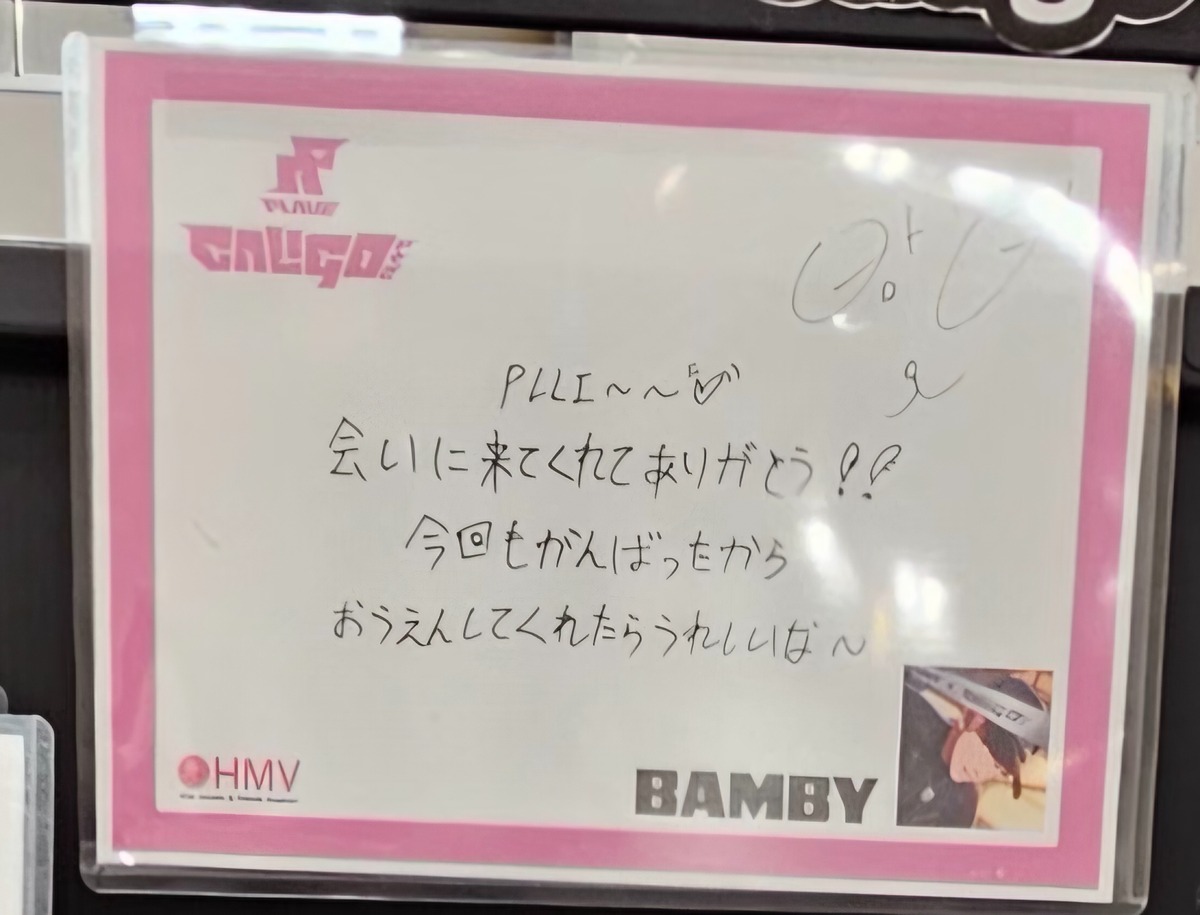 PLAVE
CALIGO
PLLI～～♡
会いに来てくれてありがとう!!
今回もがんばったから
おうえんしてくれたらうれしいな～
HMV
BAMBY